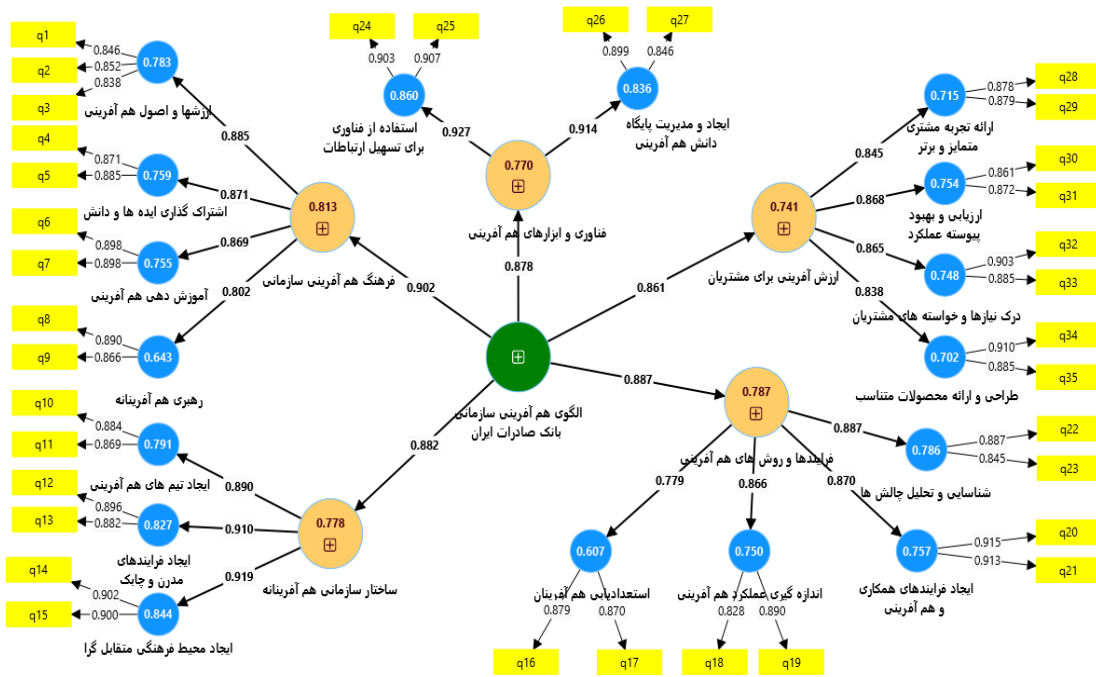 q1
q2
q3
0.846
0.852
0.838
0.783
ارزشها و اصول هم آفرینی
q4
q5
0.871
0.885
0.759
اشتراک گذاری ایده ها و دانش
q6
q7
0.898
0.898
0.755
آموزش دهی هم آفرینی
q8
q9
0.890
0.866
0.643
رهبری هم آفرینانه
0.885
0.871
0.869
0.802
0.813
فرهنگ هم آفرینی سازمانی
0.902
q24
q25
0.903
0.907
0.860
استفاده از فناوری
برای تسهیل ارتباطات
q26
q27
0.899
0.846
0.836
ایجاد و مدیریت پایگاه
دانش هم آفرینی
0.927
0.914
0.770
فناوری و ابزارهای هم آفرینی
0.878
q28
q29
0.878
0.879
0.715
ارائه تجربه مشتری
متمایز و برتر
q30
q31
0.861
0.872
0.754
ارزیابی و بهبود
پیوسته عملکرد
q32
q33
0.903
0.885
0.748
درک نیازها و خواسته های مشتریان
q34
q35
0.910
0.885
0.702
طراحی و ارائه محصولات متناسب
0.845
0.868
0.865
0.838
0.741
ارزش آفرینی برای مشتریان
0.861
الگوی هم آفرینی سازمانی
بانک صادرات ایران
q10
q11
0.884
0.869
0.791
ایجاد تیم های هم آفرینی
q12
q13
0.896
0.882
0.827
ایجاد فرایندهای
مدرن و چابک
q14
q15
0.902
0.900
0.844
ایجاد محیط فرهنگی متقابل گرا
0.890
0.910
0.919
0.778
ساختار سازمانی هم آفرینانه
0.882
0.887
0.787
فرایندها و روش های هم آفرینی
0.887
0.870
0.866
0.779
q22
q23
0.887
0.845
0.786
شناسایی و تحلیل چالش ها
q20
q21
0.915
0.913
0.757
ایجاد فرایندهای همکاری
و هم آفرینی
0.750
اندازه گیری عملکرد هم آفرینی
0.828
0.890
q18
q19
0.607
استعدادیابی هم آفرینان
0.879
0.870
q16
q17